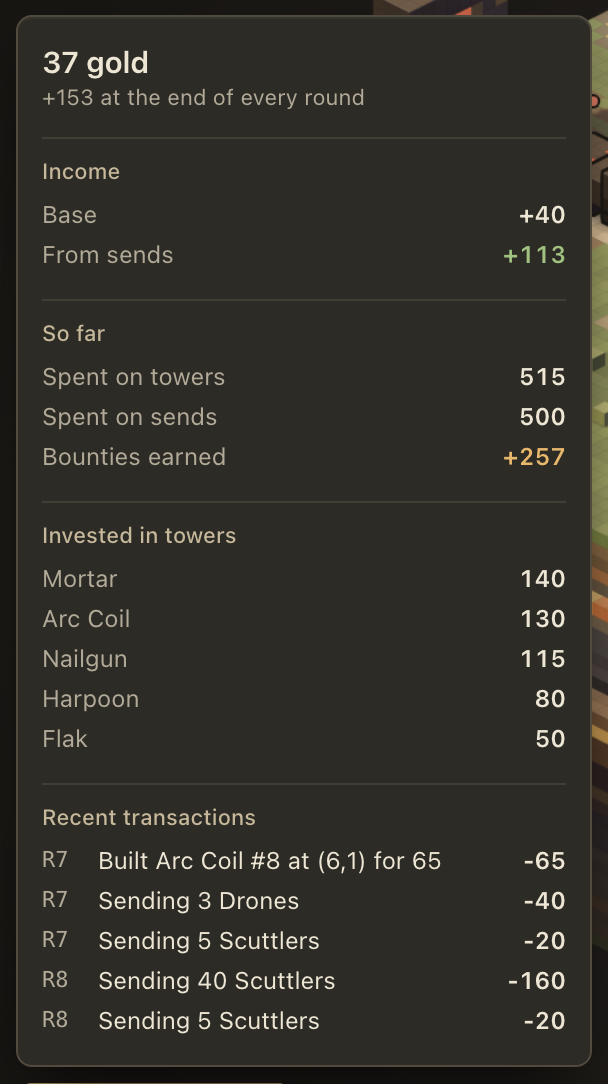 37 gold
+153 at the end of every round
Income
Base +40
From sends +113
So far
Spent on towers 515
Spent on sends 500
Bounties earned +257
Invested in towers
Mortar 140
Arc Coil 130
Nailgun 115
Harpoon 80
Flak 50
Recent transactions
R7 Built Arc Coil #8 at (6,1) for 65 -65
R7 Sending 3 Drones -40
R7 Sending 5 Scuttlers -20
R8 Sending 40 Scuttlers -160
R8 Sending 5 Scuttlers -20